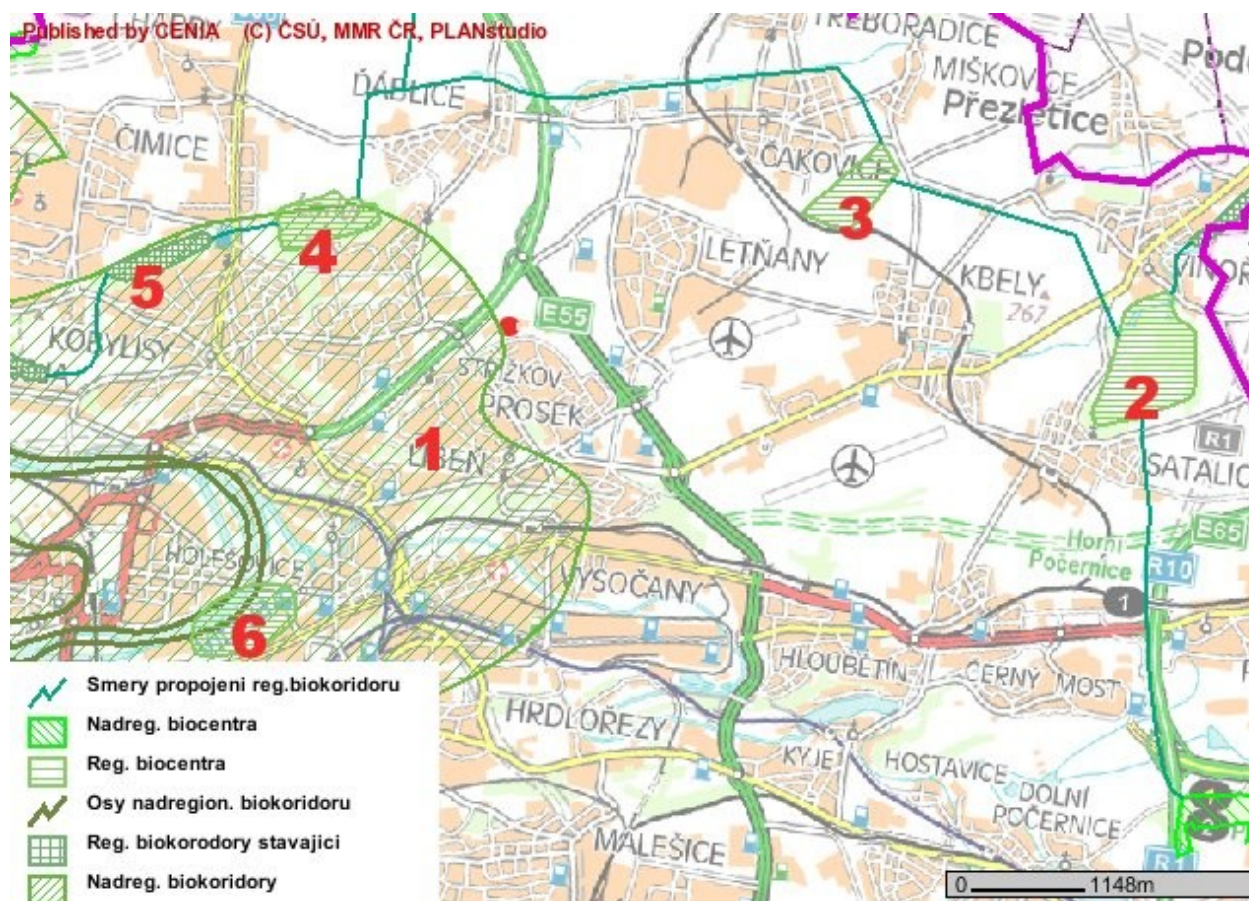 Published by CENIA (C) ČSÚ, MMR ČR, PLANstudio
TŘEBORADICE
MIŠKOVICE
Přezletice
ĎÁBLICE
ČIMICE
ČAKOVICE
3
4
5
LETŇANY
KBELY
262
VINOŘ
KOBYLISY
E55
STŘÍŽKOV
PROSEK
2
1
LIBEŇ
R1
SATALIC
E65
Horní
Počernice
R10
HOLEŠOVICE
VYSOČANY
1
6
HLOUBĚTÍN
ČERNÝ MOST
HRDLOŘEZY
KYJE
HOSTAVICE
DOLNÍ
POČERNICE
MALEŠICE
R1
Smery propojeni reg.biokoridoru
Nadreg. biocentra
Reg. biocentra
Osy nadregion. biokoridoru
Reg. biokorodory stavajici
Nadreg. biokoridory
0 1148m